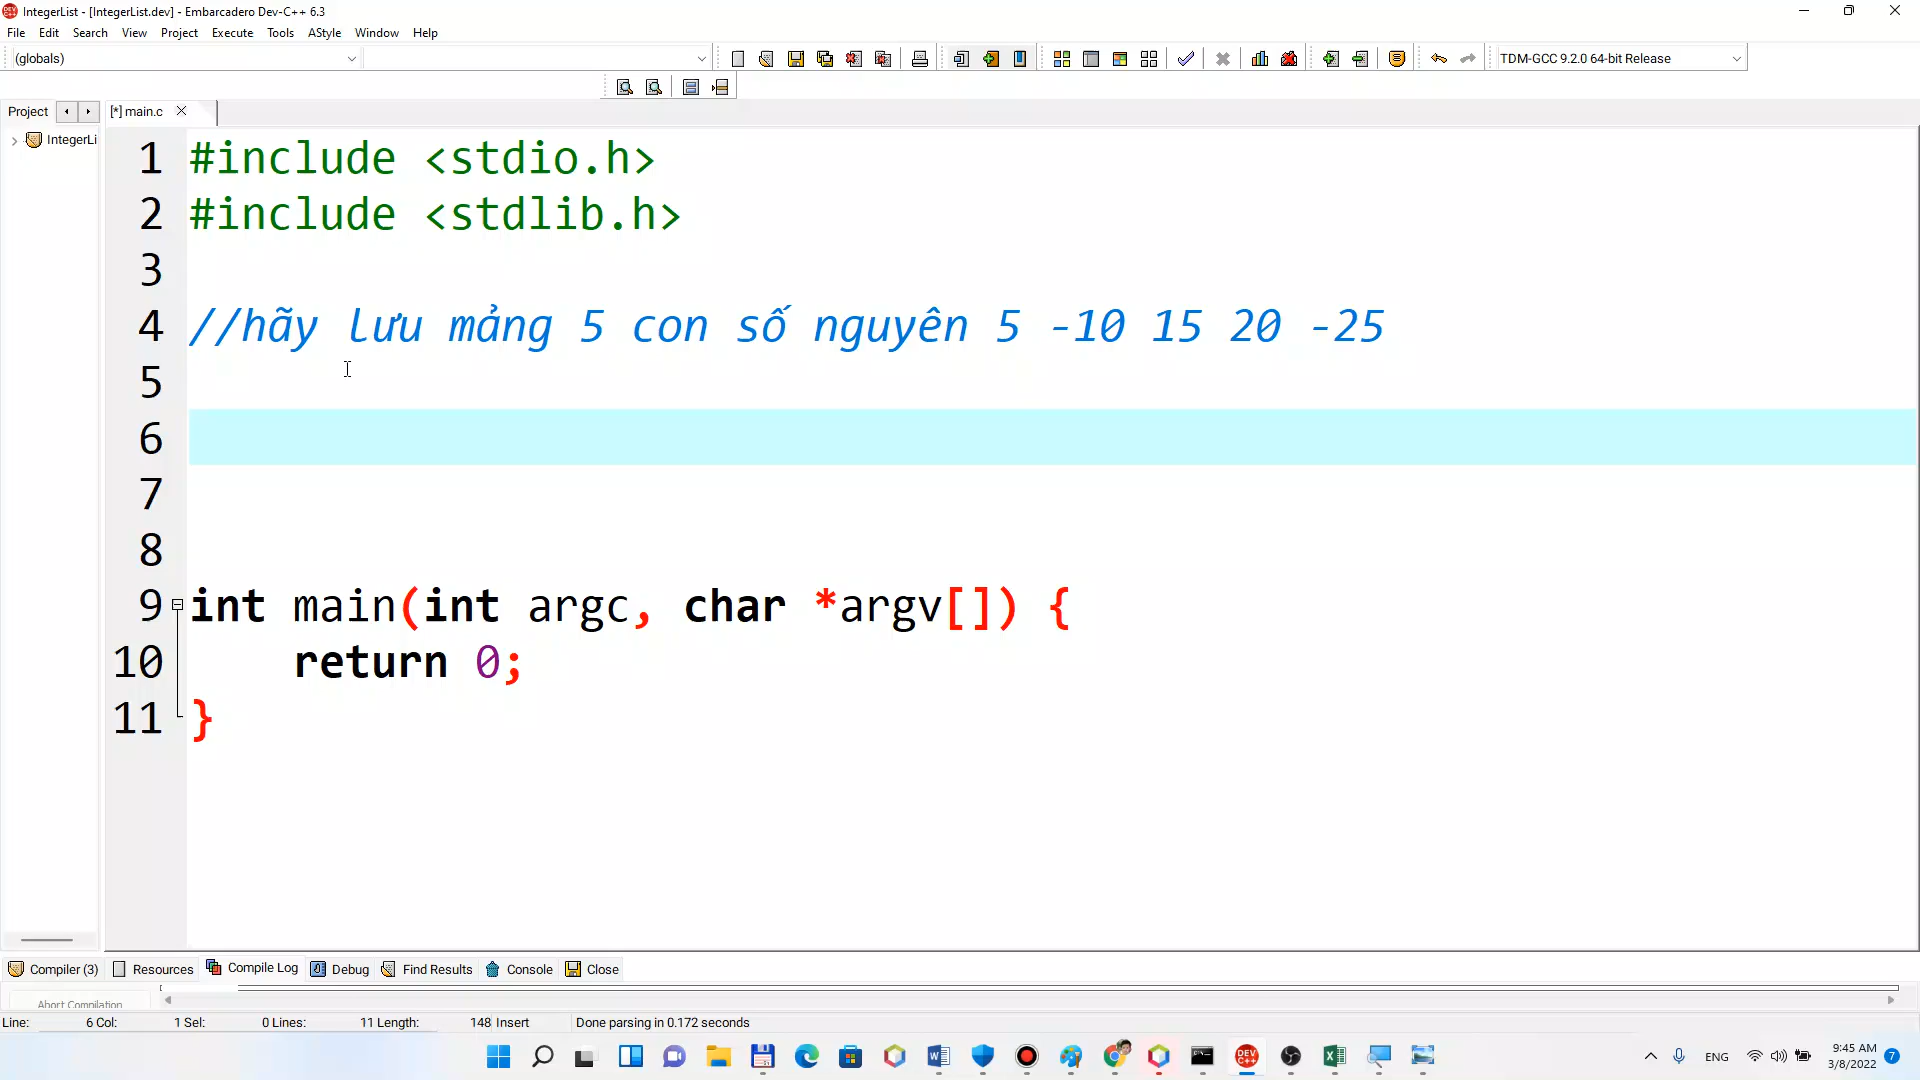 IntegerList - [IntegerList.dev] - Embarcadero Dev-C++ 6.3
File Edit Search View Project Execute Tools AStyle Window Help
(globals)
TDM-GCC 9.2.0 64-bit Release
Project
[*] main.c
IntegerLi
1 #include <stdio.h>
2 #include <stdlib.h>
3
4 //hãy lưu mảng 5 con số nguyên 5 -10 15 20 -25
5
6
7
8
9 int main(int argc, char *argv[]) {
10 return 0;
11 }
Compiler (3) Resources Compile Log Debug Find Results Console Close
Abort Compilation
Line: 6 Col: 1 Sel: 0 Lines: 11 Length: 148 Insert Done parsing in 0.172 seconds
DEV C++
ENG
9:45 AM
3/8/2022
7